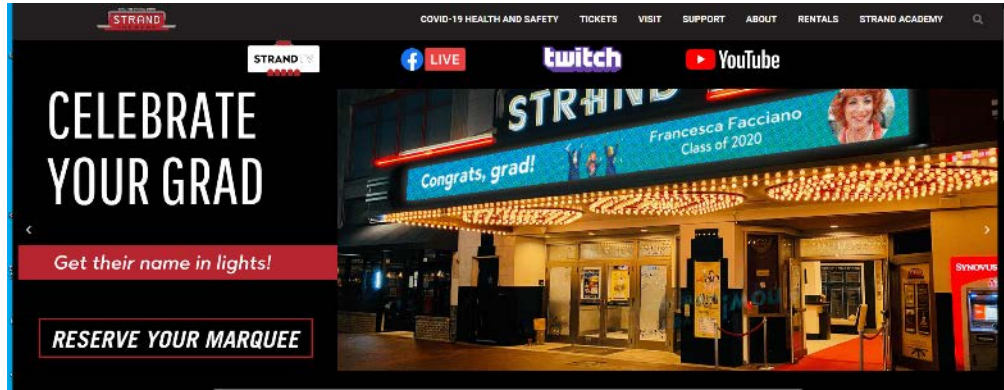 STRAND
COVID-19 HEALTH AND SAFETY TICKETS VISIT SUPPORT ABOUT RENTALS STRAND ACADEMY
STRAND
LIVE
twitch
YouTube
CELEBRATE
YOUR GRAD
Get their name in lights!
RESERVE YOUR MARQUEE
STRAND
Congrats, grad!
Francesca Facciano
Class of 2020
SYNOVUS